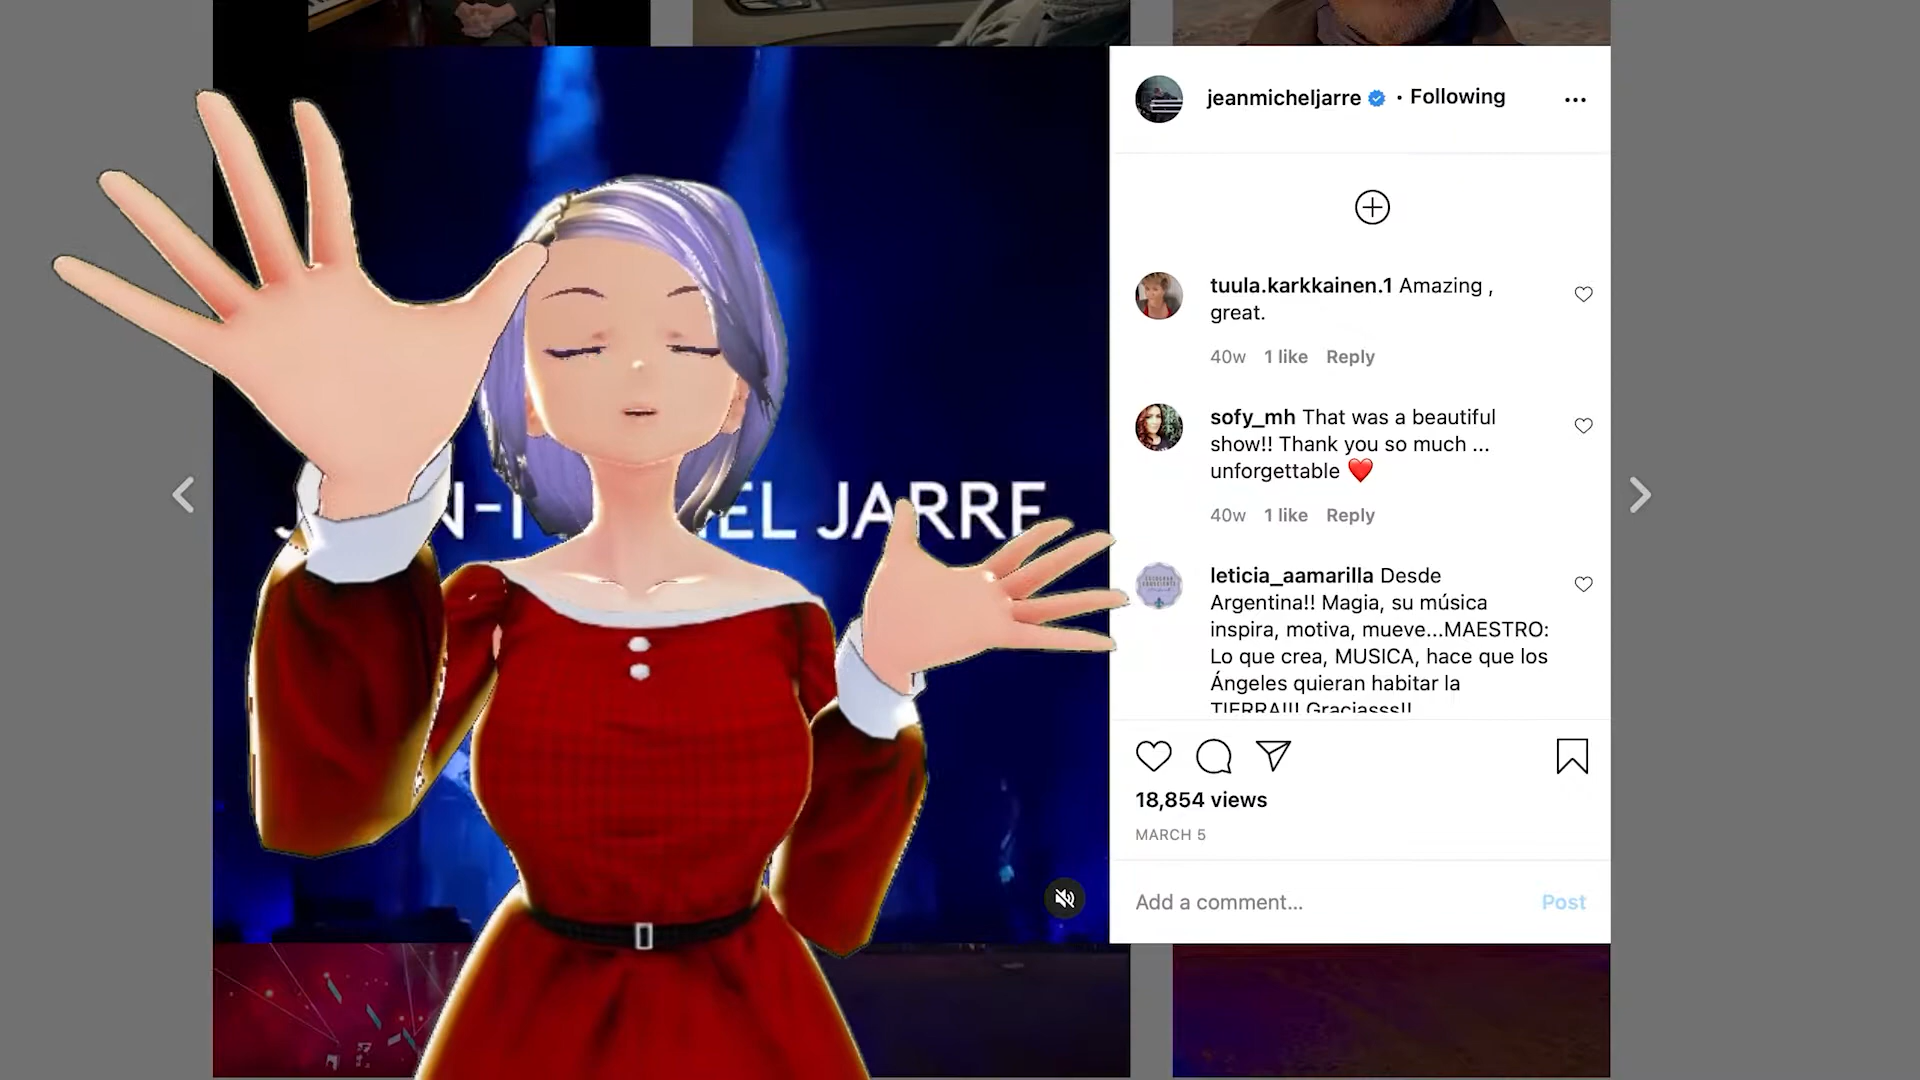 jeanmicheljarre • Following
tuula.karkkainen.1 Amazing ,
great.
40w 1 like Reply
sofy_mh That was a beautiful
show!! Thank you so much ...
unforgettable ❤️
40w 1 like Reply
leticia_aamarilla Desde
Argentina!! Magia, su música
inspira, motiva, mueve...MAESTRO:
Lo que crea, MUSICA, hace que los
Ángeles quieran habitar la
TIERRA!!! Graciasss!!
18,854 views
MARCH 5
Add a comment...
Post
JARRE